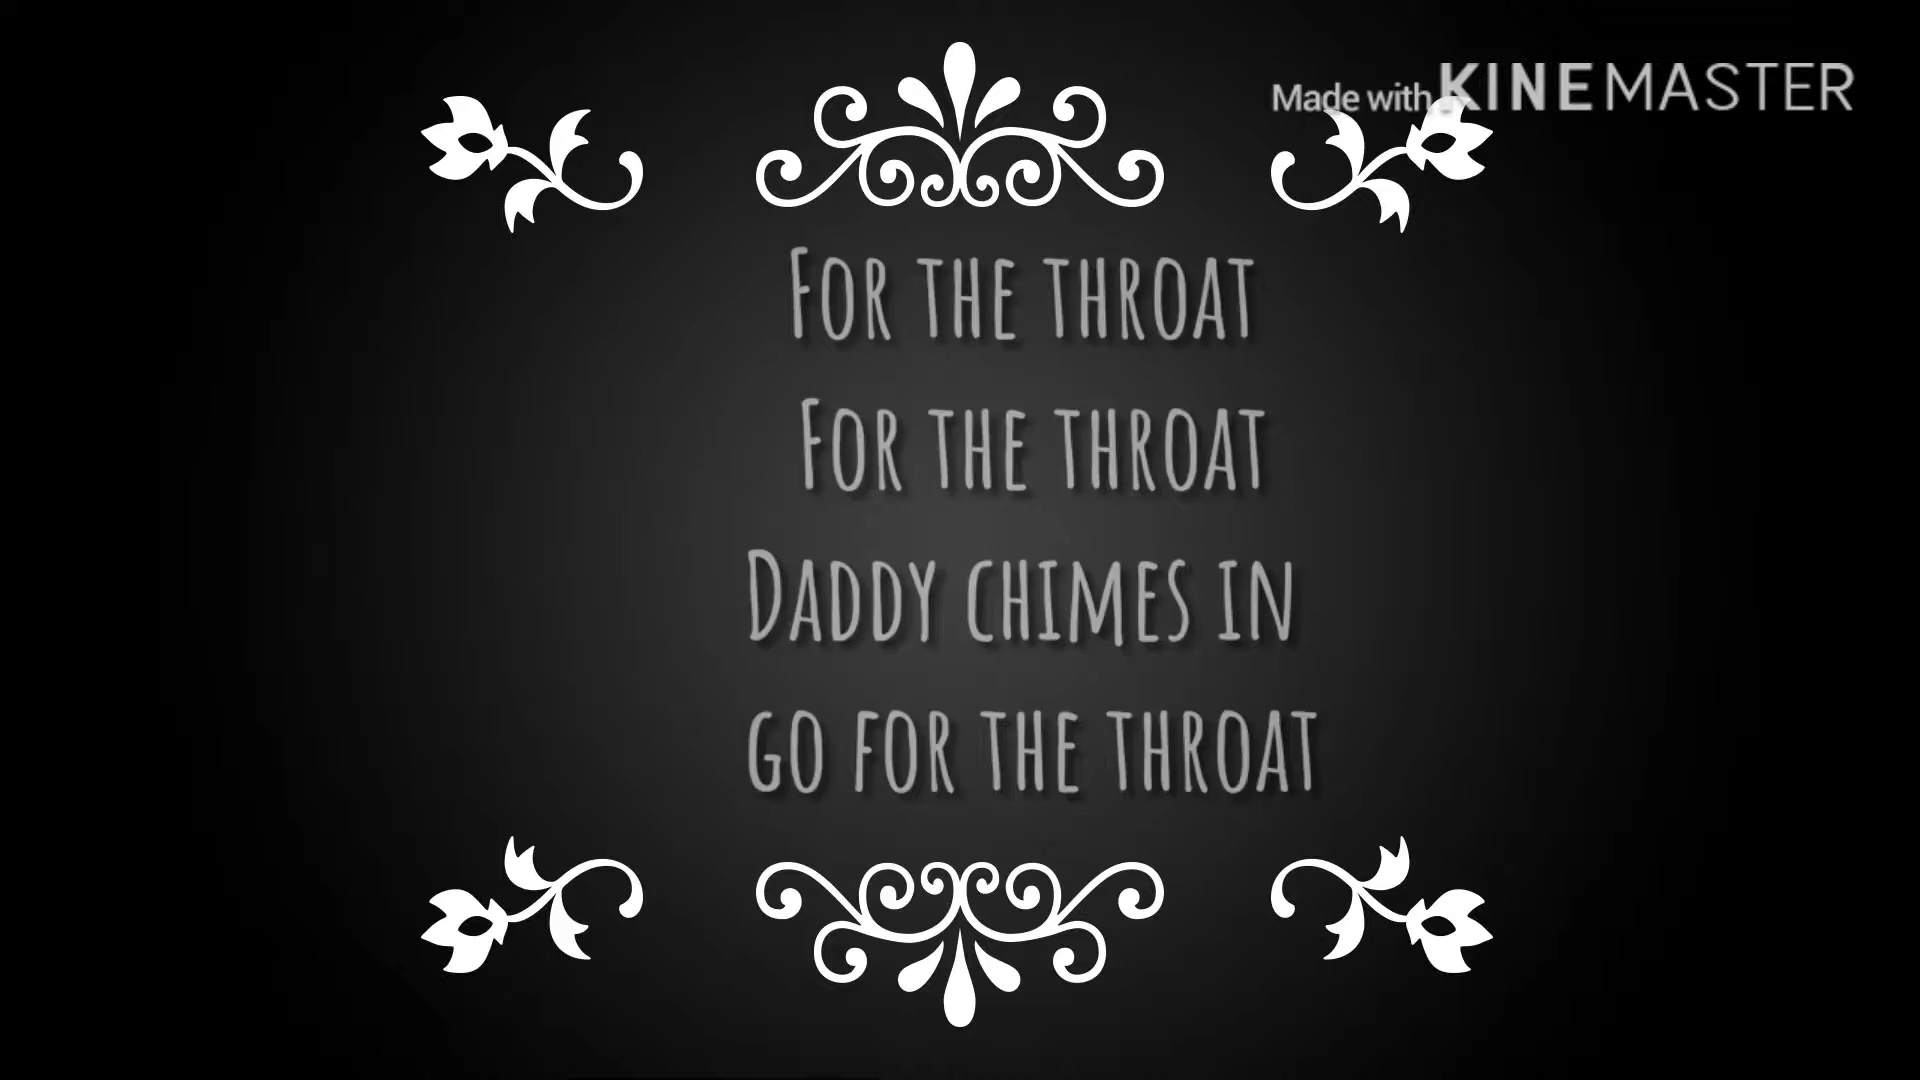 Made with KINEMASTER
For the throat
For the throat
Daddy chimes in
go for the throat